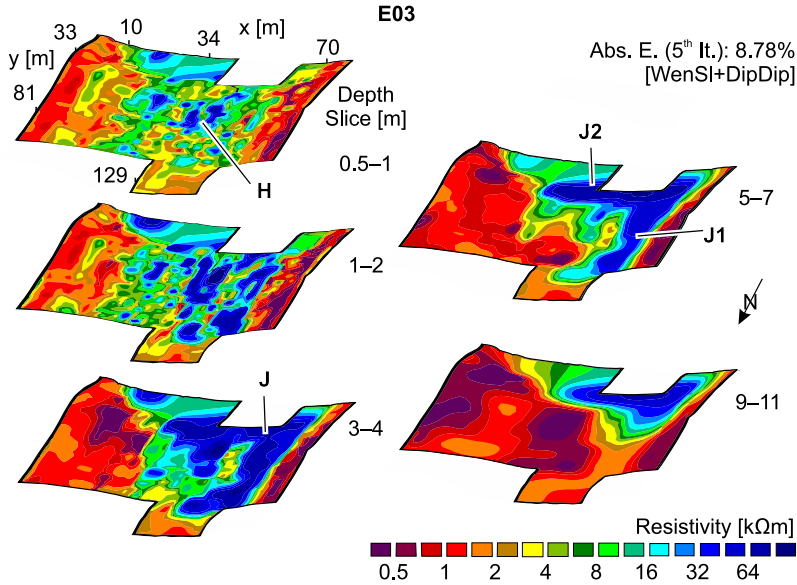 E03
Abs. E. (5th It.): 8.78%
[WenSl+DipDip]
33 10 34 x [m] 70
y [m]
81
129
Depth
Slice [m]
0.5–1
H
1–2
J
3–4
J2
5–7
J1
N
9–11
Resistivity [kΩm]
0.5 1 2 4 8 16 32 64